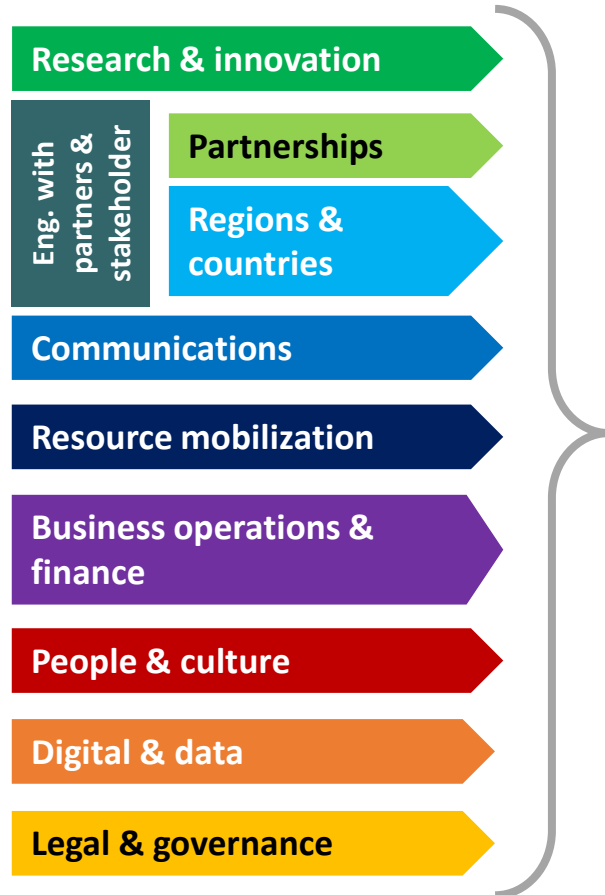 Research & innovation
Eng. with
partners &
stakeholder
Partnerships
Regions &
countries
Communications
Resource mobilization
Business operations &
finance
People & culture
Digital & data
Legal & governance